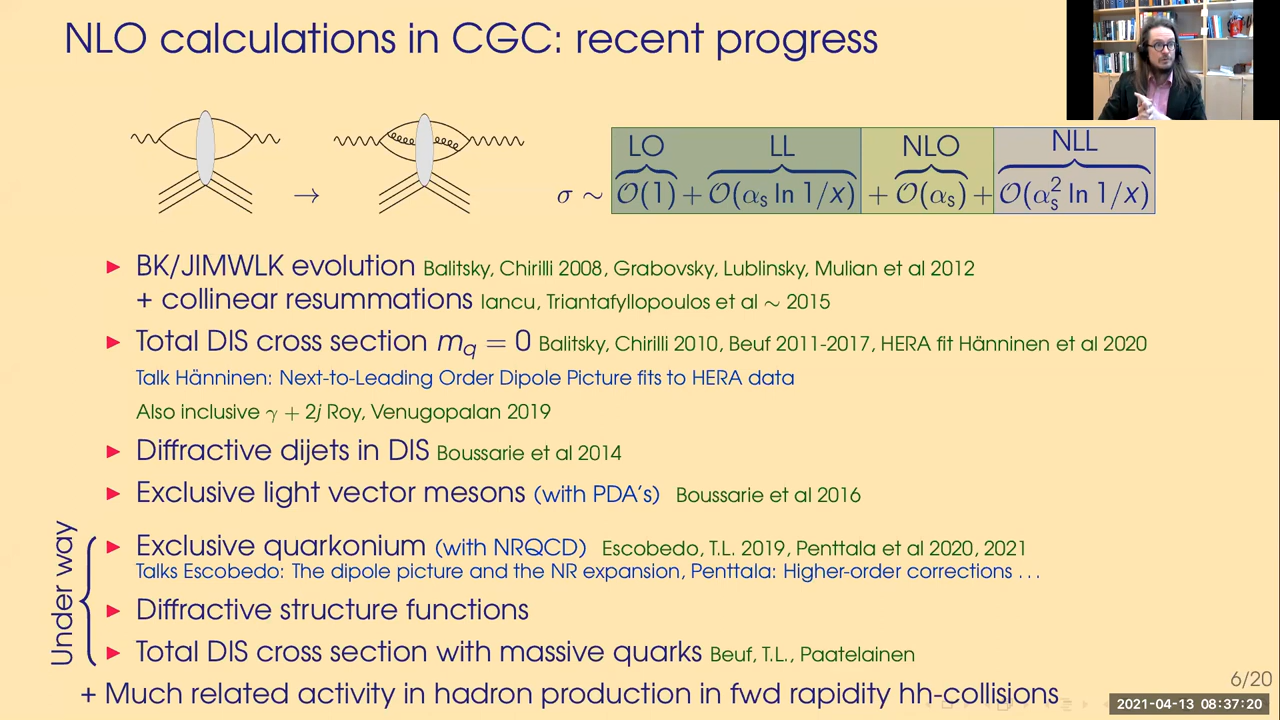 NLO calculations in CGC: recent progress
LO LL NLO NLL
→ σ ∼ O(1) + O(αs ln 1/x) + O(αs) + O(αs² ln 1/x)
► BK/JIMWLK evolution Balitsky, Chirilli 2008, Grabovsky, Lublinsky, Mulian et al 2012
+ collinear resummations Iancu, Triantafyllopoulos et al ∼ 2015
► Total DIS cross section mq = 0 Balitsky, Chirilli 2010, Beuf 2011-2017, HERA fit Hänninen et al 2020
Talk Hänninen: Next-to-Leading Order Dipole Picture fits to HERA data
Also inclusive γ + 2j Roy, Venugopalan 2019
► Diffractive dijets in DIS Boussarie et al 2014
► Exclusive light vector mesons (with PDA's) Boussarie et al 2016
Under way
► Exclusive quarkonium (with NRQCD) Escobedo, T.L. 2019, Penttala et al 2020, 2021
Talks Escobedo: The dipole picture and the NR expansion, Penttala: Higher-order corrections ...
► Diffractive structure functions
► Total DIS cross section with massive quarks Beuf, T.L., Paatelainen
+ Much related activity in hadron production in fwd rapidity hh-collisions
6/20
2021-04-13 08:37:20